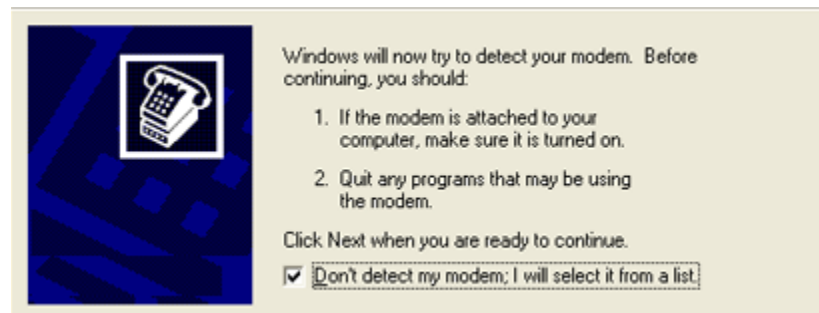 Windows will now try to detect your modem. Before
continuing, you should:
1. If the modem is attached to your
computer, make sure it is turned on.
2. Quit any programs that may be using
the modem.
Click Next when you are ready to continue.
Don't detect my modem; I will select it from a list.